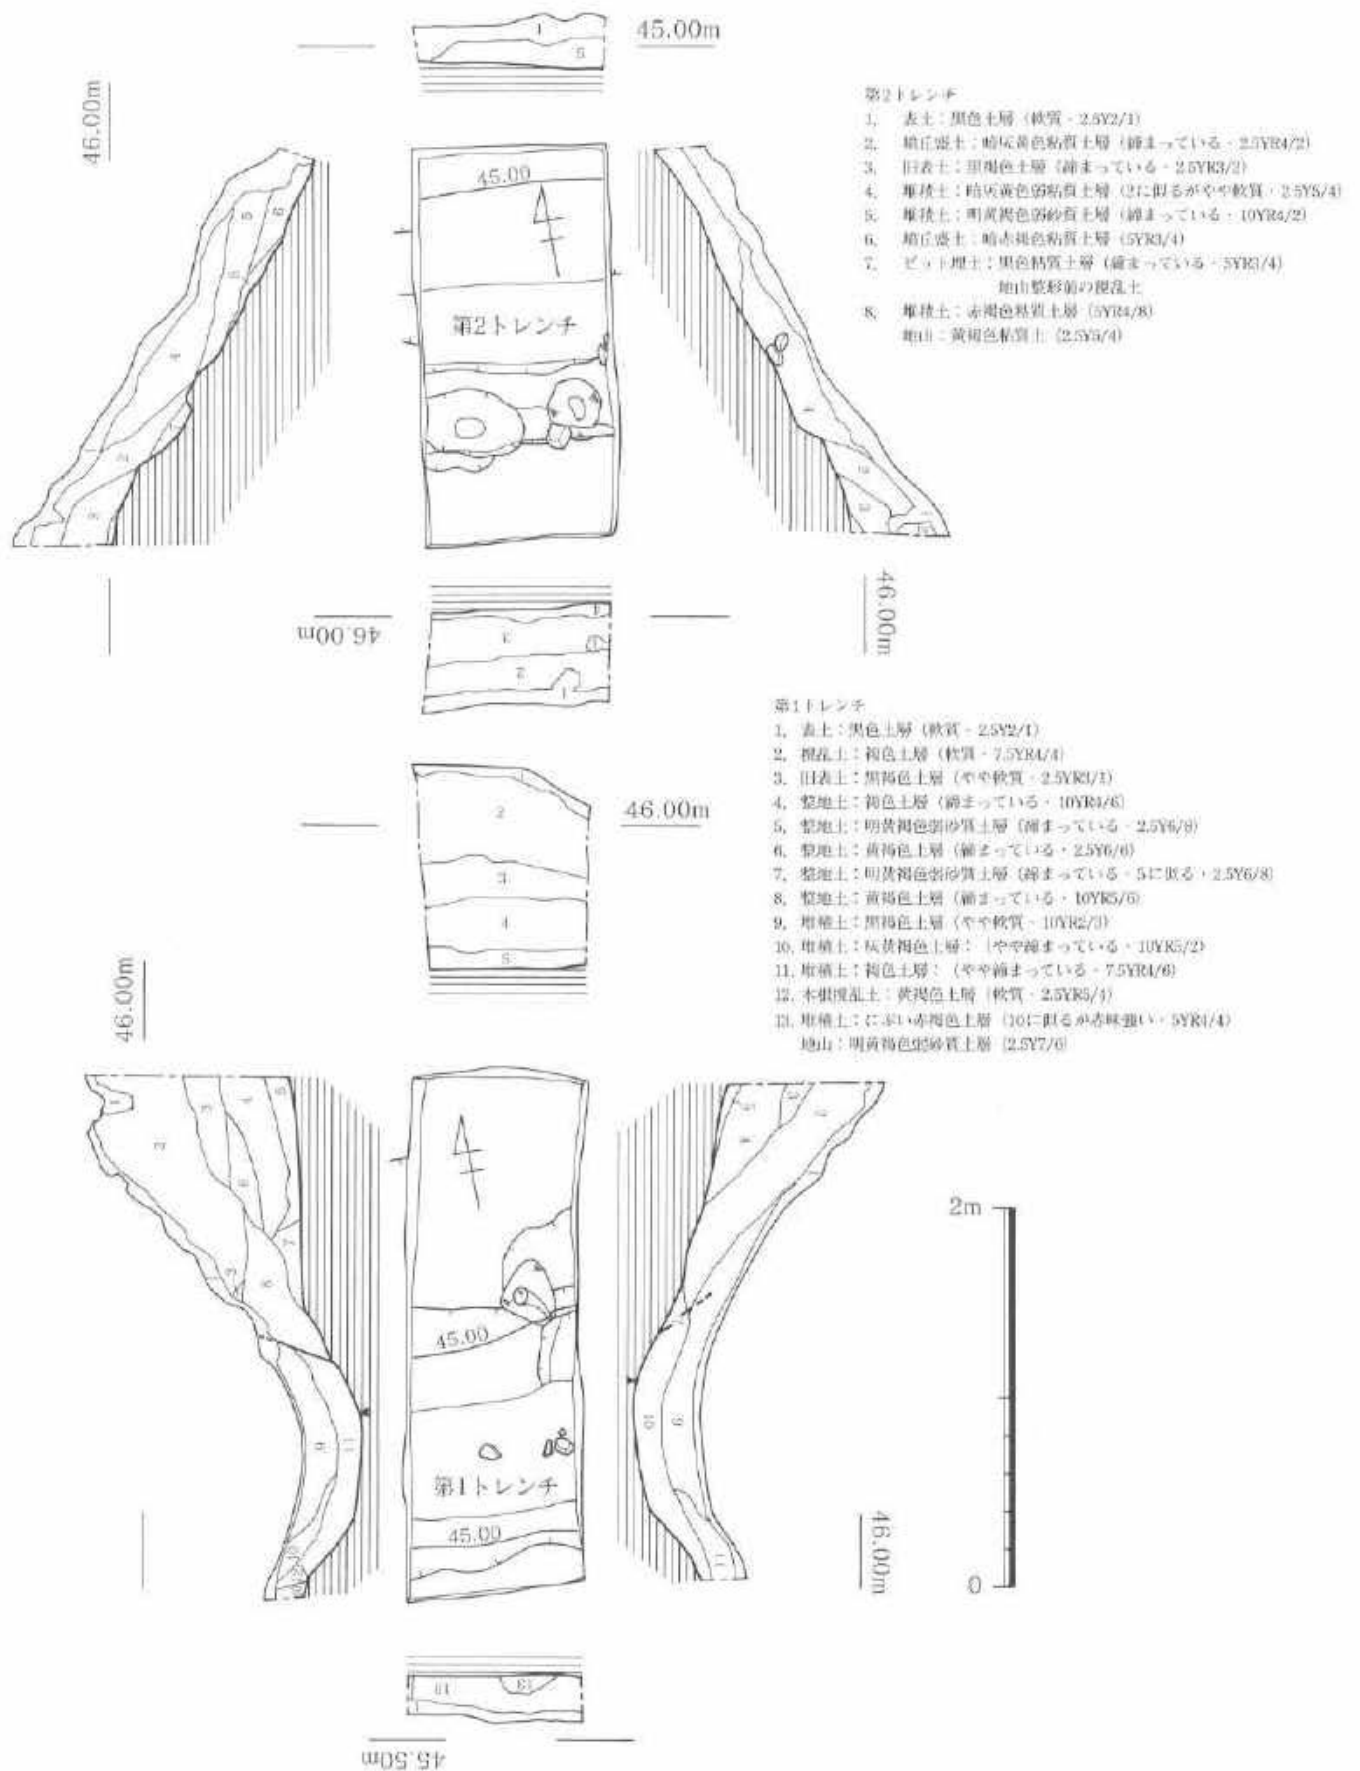 45.00m
46.00m
第2トレンチ
1. 表土：黒色土層（軟質・2.5Y2/1）
2. 墳丘盛土：暗灰黄色粘質土層（締まっている・2.5YR4/2）
3. 旧表土：黒褐色土層（締まっている・2.5YR3/2）
4. 堆積土：暗灰黄色弱粘質土層（2に似るがやや軟質・2.5Y5/4）
5. 堆積土：明黄褐色弱砂質土層（締まっている・10YR4/2）
6. 墳丘盛土：暗赤褐色粘質土層（5YR3/4）
7. ピット埋土：黒色粘質土層（締まっている・5YR3/4）
地山整形前の撹乱土
8. 堆積土：赤褐色粘質土層（5YR4/8）
地山：黄褐色粘質土（2.5Y5/4）
45.00
第2トレンチ
46.00m
46.00m
第1トレンチ
1. 表土：黒色土層（軟質・2.5Y2/1）
2. 撹乱土：褐色土層（軟質・7.5YR4/4）
3. 旧表土：黒褐色土層（やや軟質・2.5YR3/1）
4. 整地土：褐色土層（締まっている・10YR4/6）
5. 整地土：明黄褐色弱砂質土層（締まっている・2.5Y6/8）
6. 整地土：黄褐色土層（締まっている・2.5Y6/6）
7. 整地土：明黄褐色弱砂質土層（締まっている・5に似る・2.5Y6/8）
8. 整地土：黄褐色土層（締まっている・10YR5/6）
9. 堆積土：黒褐色土層（やや軟質・10YR2/3）
10. 堆積土：灰黄褐色土層：（やや締まっている・10YR5/2）
11. 堆積土：褐色土層：（やや締まっている・7.5YR4/6）
12. 木根撹乱土：黄褐色土層（軟質・2.5YR5/4）
13. 堆積土：にぶい赤褐色土層（10に似るが赤味強い・5YR4/4）
地山：明黄褐色弱砂質土層（2.5Y7/6）
46.00m
46.00m
45.00
第1トレンチ
45.00
46.00m
2m
0
45.50m